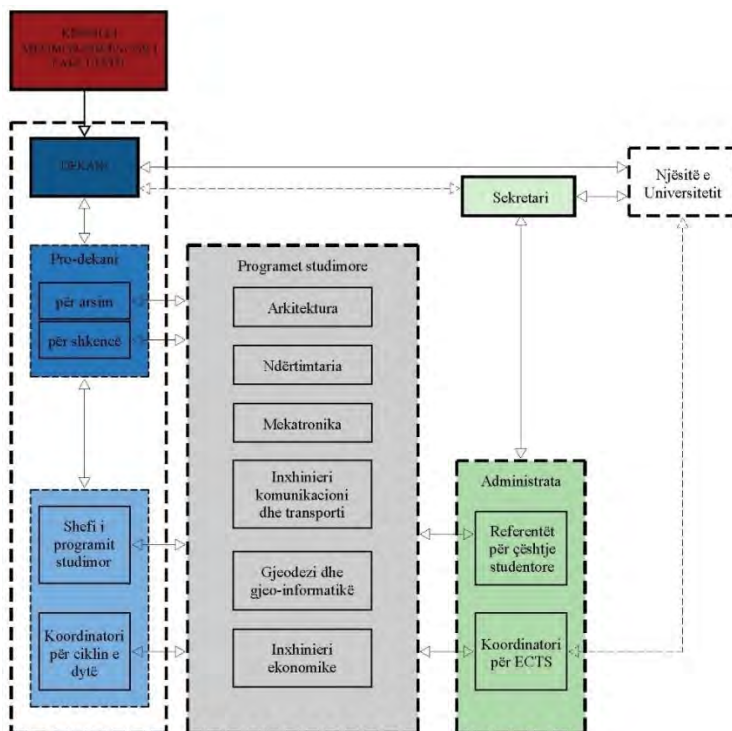 KËSHILLI
DEKANI
Njësitë e
Universitetit
Sekretari
Pro-dekani
për arsim
për shkencë
Programet studimore
Arkitektura
Ndërtimtaria
Mekatronika
Inxhinieri
komunikacioni
dhe transporti
Gjeodezi dhe
gjeo-informatikë
Inxhinieri
ekonomike
Shefi i
programit
studimor
Koordinatori
për ciklin e
dytë
Administrata
Referentët
për çështje
studentore
Koordinatori
për ECTS